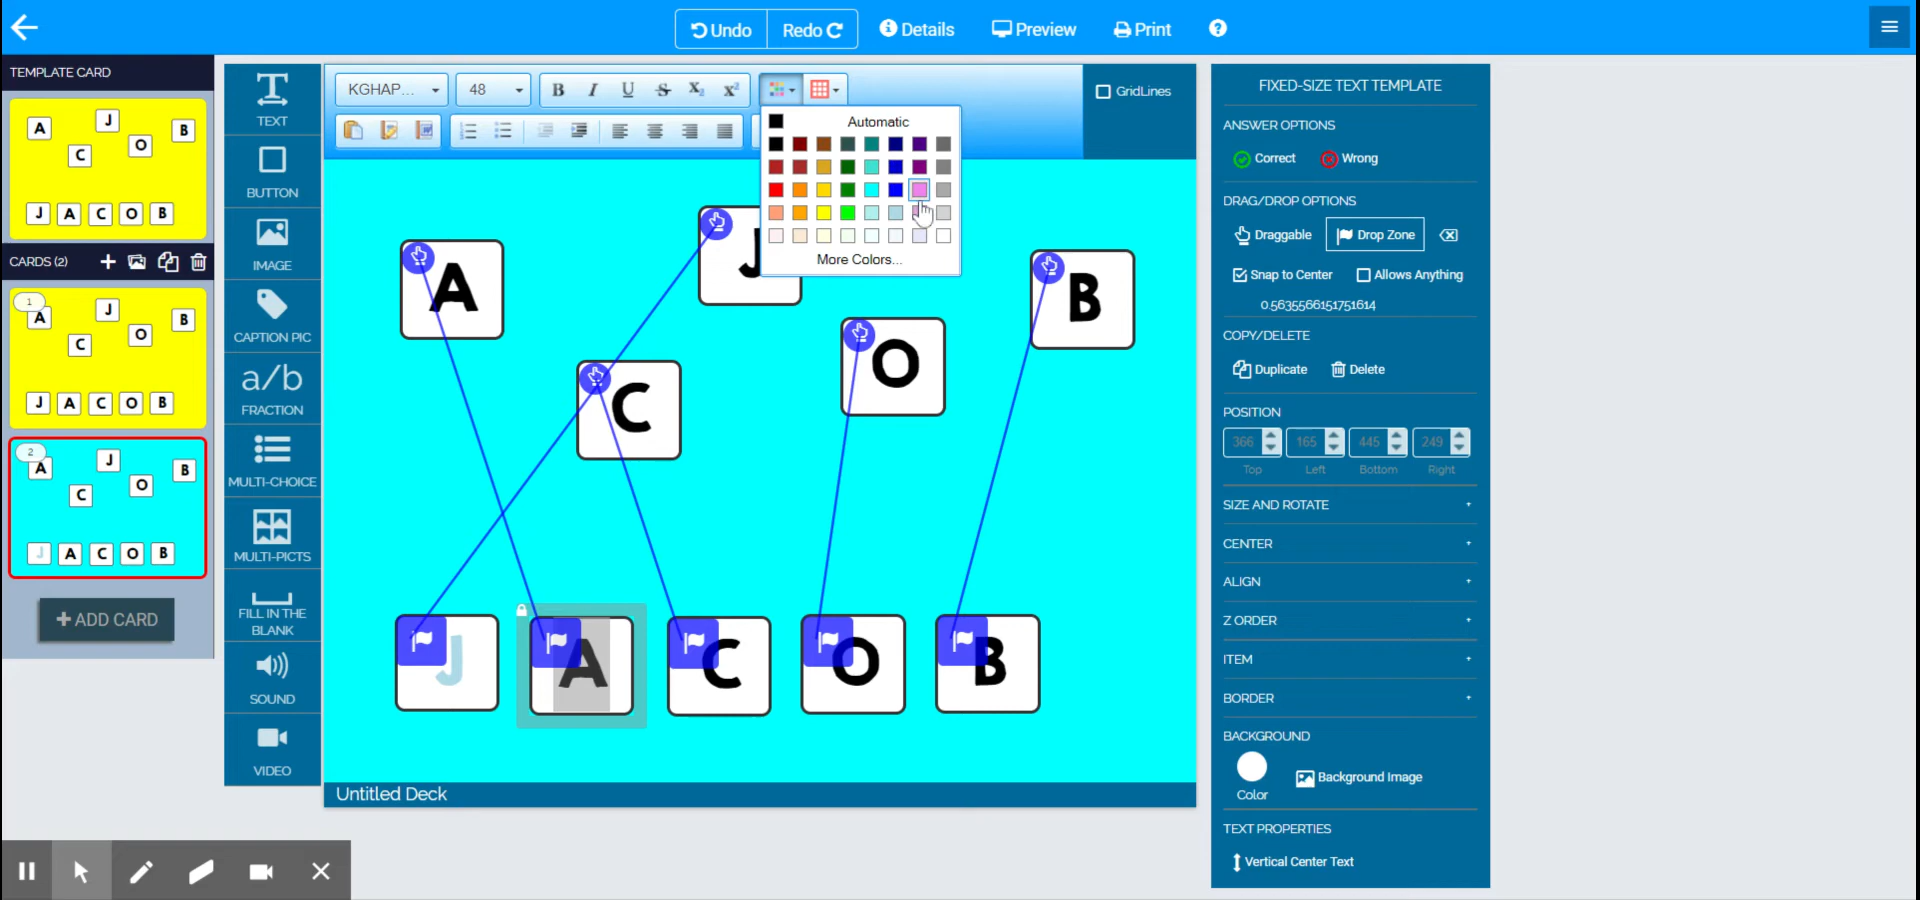 Undo
Redo
Details
Preview
Print
?
TEMPLATE CARD
A
J
B
O
C
J A C O B
CARDS (2)
1
A
J
B
O
C
J A C O B
2
A
J
B
O
C
J A C O B
+ ADD CARD
TEXT
BUTTON
IMAGE
CAPTION PIC
a/b
FRACTION
MULTI-CHOICE
MULTI-PICTS
FILL IN THE
BLANK
SOUND
VIDEO
KGHAP...
48
B I U S X₂ X²
GridLines
Automatic
More Colors...
A
J
B
O
C
J A C O B
Untitled Deck
FIXED-SIZE TEXT TEMPLATE
ANSWER OPTIONS
Correct
Wrong
DRAG/DROP OPTIONS
Draggable
Drop Zone
Snap to Center
Allows Anything
0.5635566151751614
COPY/DELETE
Duplicate
Delete
POSITION
366 165 445 249
Top Left Bottom Right
SIZE AND ROTATE +
CENTER +
ALIGN +
Z ORDER +
ITEM +
BORDER +
BACKGROUND
Color
Background Image
TEXT PROPERTIES
Vertical Center Text